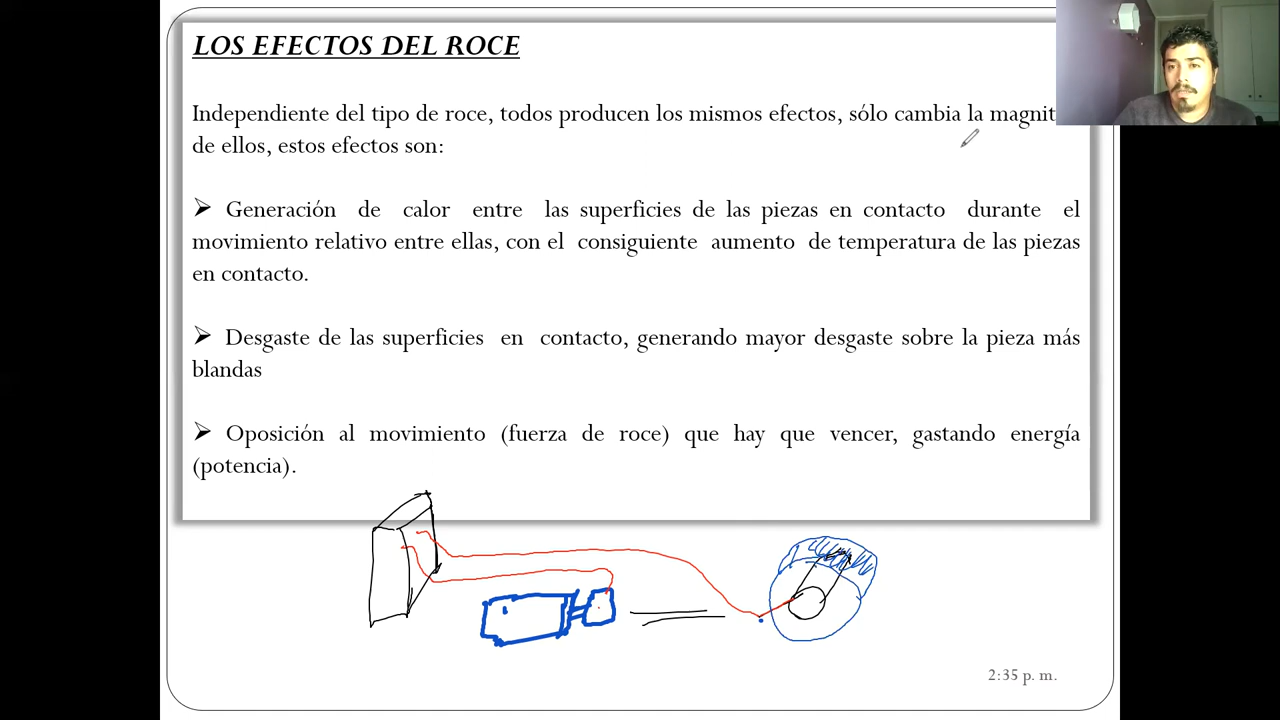 LOS EFECTOS DEL ROCE
Independiente del tipo de roce, todos producen los mismos efectos, sólo cambia la magnit
de ellos, estos efectos son:
➢ Generación de calor entre las superficies de las piezas en contacto durante el
movimiento relativo entre ellas, con el consiguiente aumento de temperatura de las piezas
en contacto.
➢ Desgaste de las superficies en contacto, generando mayor desgaste sobre la pieza más
blandas
➢ Oposición al movimiento (fuerza de roce) que hay que vencer, gastando energía
(potencia).
2:35 p. m.